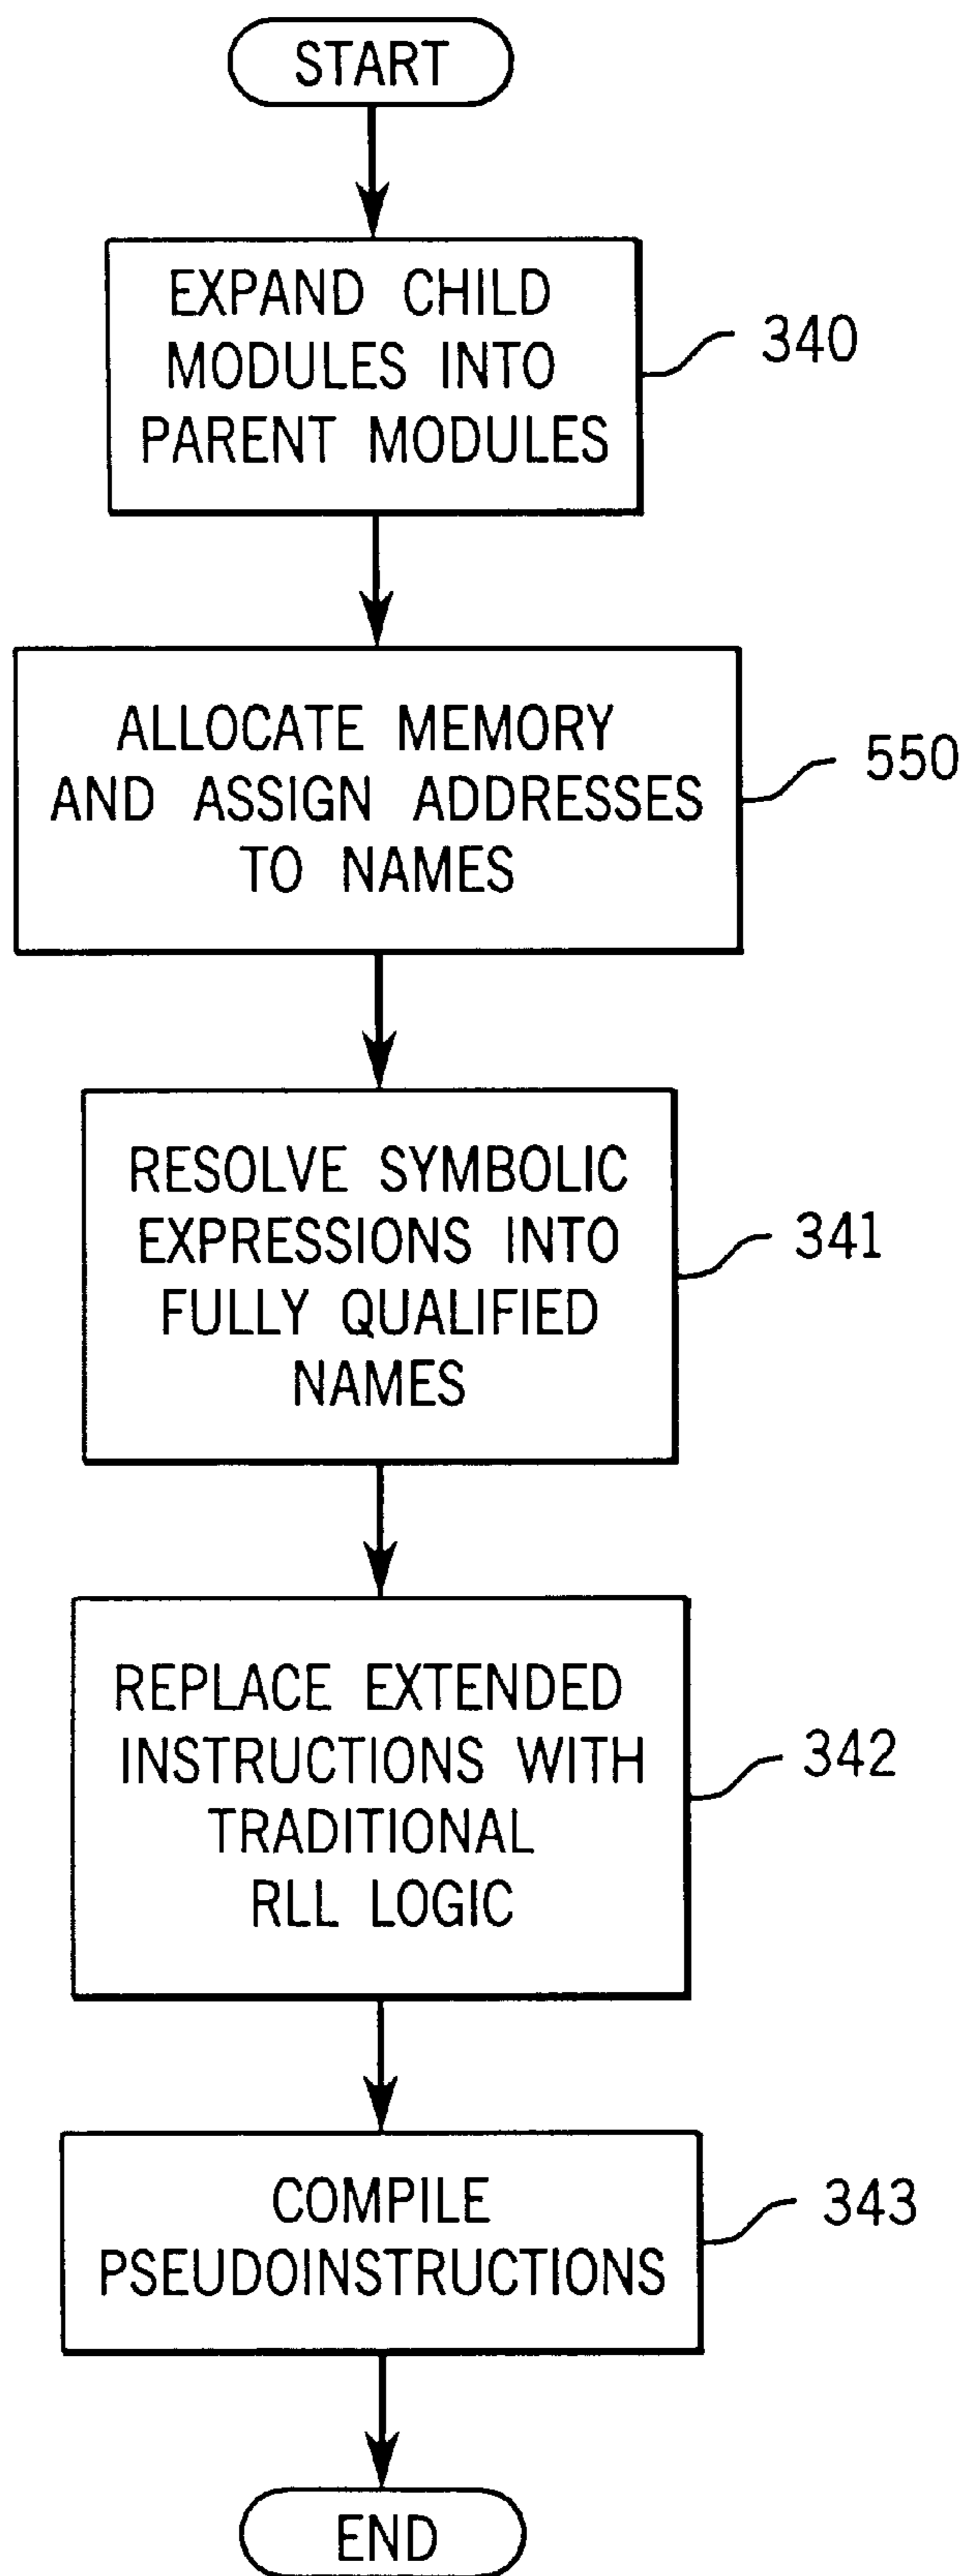 START
EXPAND CHILD
MODULES INTO
PARENT MODULES
340
ALLOCATE MEMORY
AND ASSIGN ADDRESSES
TO NAMES
550
RESOLVE SYMBOLIC
EXPRESSIONS INTO
FULLY QUALIFIED
NAMES
341
REPLACE EXTENDED
INSTRUCTIONS WITH
TRADITIONAL
RLL LOGIC
342
COMPILE
PSEUDOINSTRUCTIONS
343
END